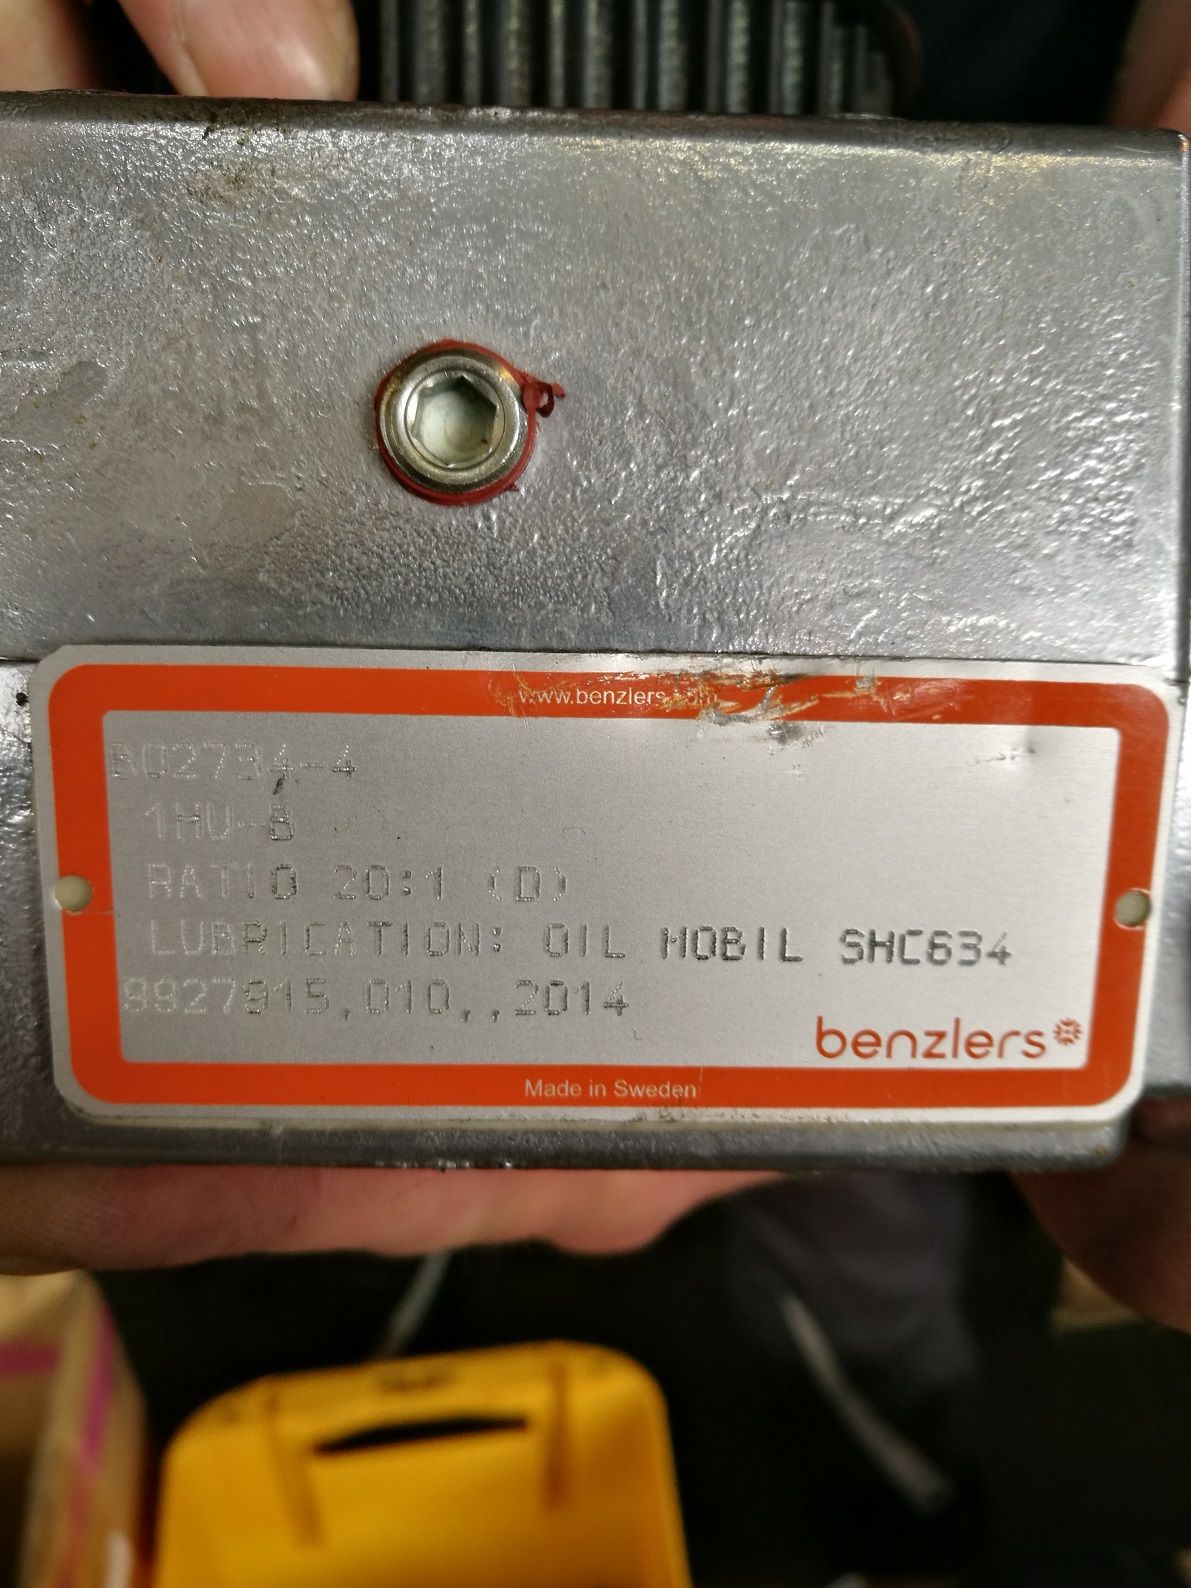 www.benzlers.com
B02734-4
1HU-B
RATIO 20:1 (D)
LUBRICATION: OIL MOBIL SHC634
9927915,010,,2014
benzlers
Made in Sweden